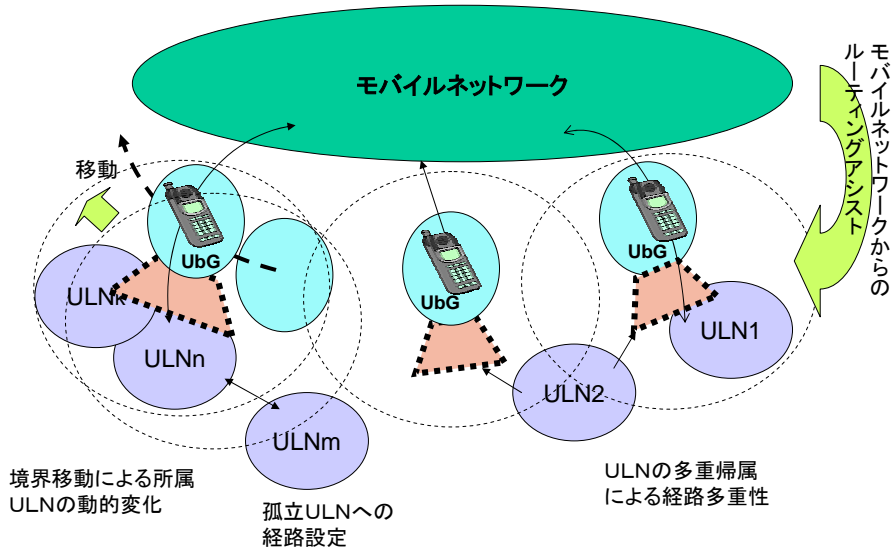 モバイルネットワーク
モバイルネットワークからの
ルーティングアシスト
移動
UbG
UbG
UbG
ULNk
ULNn
ULNm
ULN2
ULN1
境界移動による所属
ULNの動的変化
孤立ULNへの
経路設定
ULNの多重帰属
による経路多重性